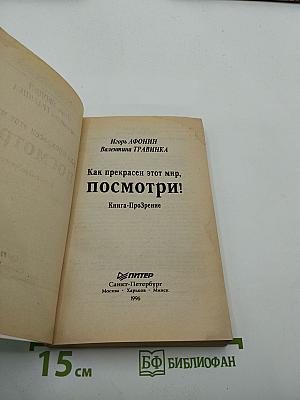 Игорь АФОНИН
Валентина ТРАВИНКА
Как прекрасен этот мир,
ПОСМОТРИ!
Книга-ПроЗрение
ПИТЕР
Санкт-Петербург
Москва · Харьков · Минск
1996
15 см
БФ БИБЛИОФАН